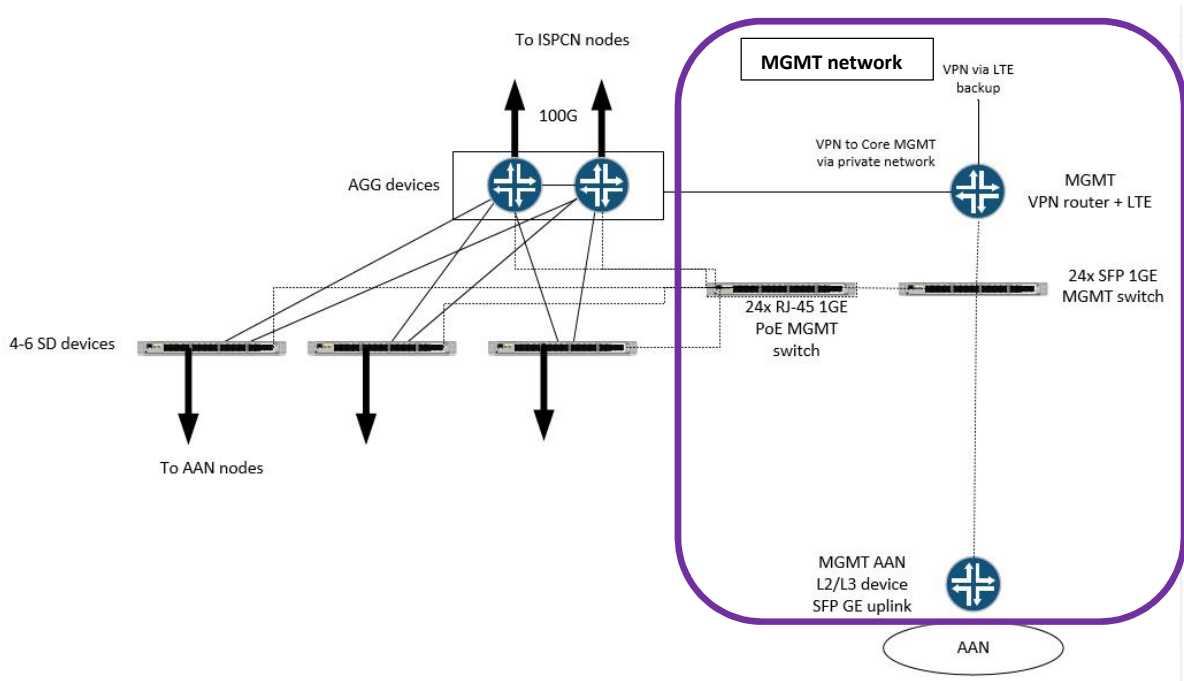 To ISPCN nodes
MGMT network
VPN via LTE
backup
100G
VPN to Core MGMT
via private network
AGG devices
MGMT
VPN router + LTE
24x SFP 1GE
MGMT switch
24x RJ-45 1GE
PoE MGMT
switch
4-6 SD devices
To AAN nodes
MGMT AAN
L2/L3 device
SFP GE uplink
AAN